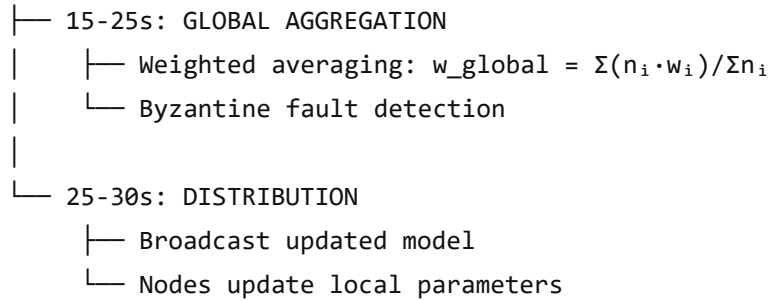 ├── 15-25s: GLOBAL AGGREGATION
│   ├── Weighted averaging: w_global = Σ(nᵢ·wᵢ)/Σnᵢ
│   └── Byzantine fault detection
│
└── 25-30s: DISTRIBUTION
    ├── Broadcast updated model
    └── Nodes update local parameters